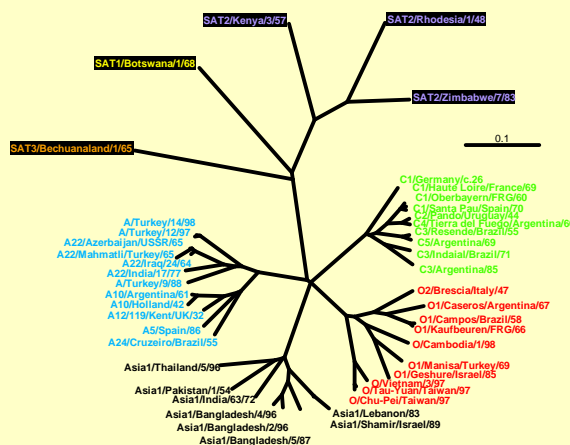 SAT2/Kenya/3/57
SAT2/Rhodesia/1/48
SAT1/Botswana/1/68
SAT2/Zimbabwe/7/83
SAT3/Bechuanaland/1/65
0.1
C1/Germany/c.26
C1/Haute Loire/France/69
C1/Oberbayern/FRG/60
C1/Santa Pau/Spain/70
C2/Pando/Uruguay/44
C4/Tierra del Fuego/Argentina/66
C3/Resende/Brazil/55
C5/Argentina/69
C3/Indaial/Brazil/71
C3/Argentina/85
A/Turkey/14/98
A/Turkey/12/97
A22/Azerbaijan/USSR/65
A22/Mahmatli/Turkey/65
A22/Iraq/24/64
A22/India/17/77
A/Turkey/9/88
A10/Argentina/61
A10/Holland/42
A12/119/Kent/UK/32
A5/Spain/86
A24/Cruzeiro/Brazil/55
O2/Brescia/Italy/47
O1/Caseros/Argentina/67
O1/Campos/Brazil/58
O1/Kaufbeuren/FRG/66
O/Cambodia/1/98
O1/Manisa/Turkey/69
O1/Geshure/Israel/85
O/Vietnam/3/97
O/Tau-Yuan/Taiwan/97
O/Chu-Pei/Taiwan/97
Asia1/Thailand/5/96
Asia1/Pakistan/1/54
Asia1/India/63/72
Asia1/Bangladesh/4/96
Asia1/Bangladesh/2/96
Asia1/Bangladesh/5/87
Asia1/Lebanon/83
Asia1/Shamir/Israel/89